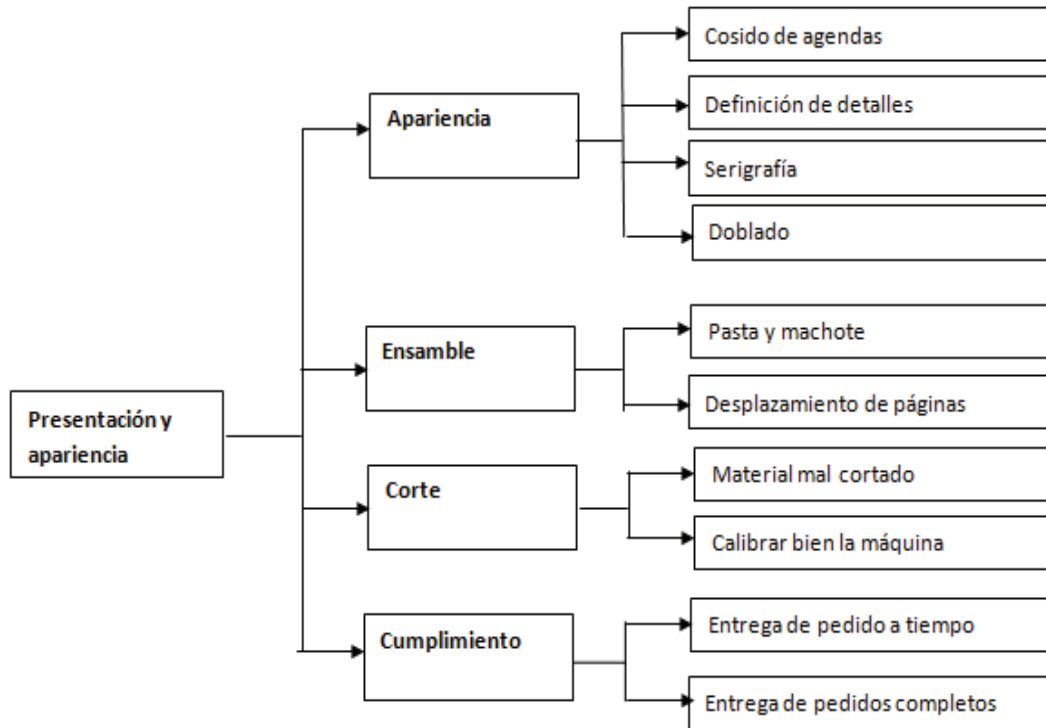 Presentación y
apariencia
Apariencia
Cosido de agendas
Definición de detalles
Serigrafía
Doblado
Ensamble
Pasta y machote
Desplazamiento de páginas
Corte
Material mal cortado
Calibrar bien la máquina
Cumplimiento
Entrega de pedido a tiempo
Entrega de pedidos completos